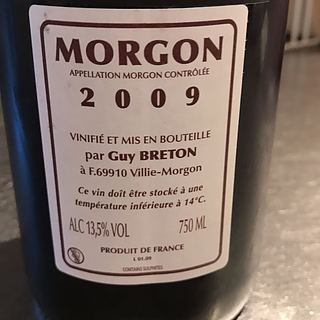 MORGON
APPELLATION MORGON CONTRÔLÉE
2009
VINIFIÉ ET MIS EN BOUTEILLE
par Guy BRETON
à F.69910 Villié-Morgon
Ce vin doit être stocké à une
température inférieure à 14°C.
ALC 13,5% VOL 750 ML
PRODUIT DE FRANCE
L 01.09
CONTAINS SULPHITES